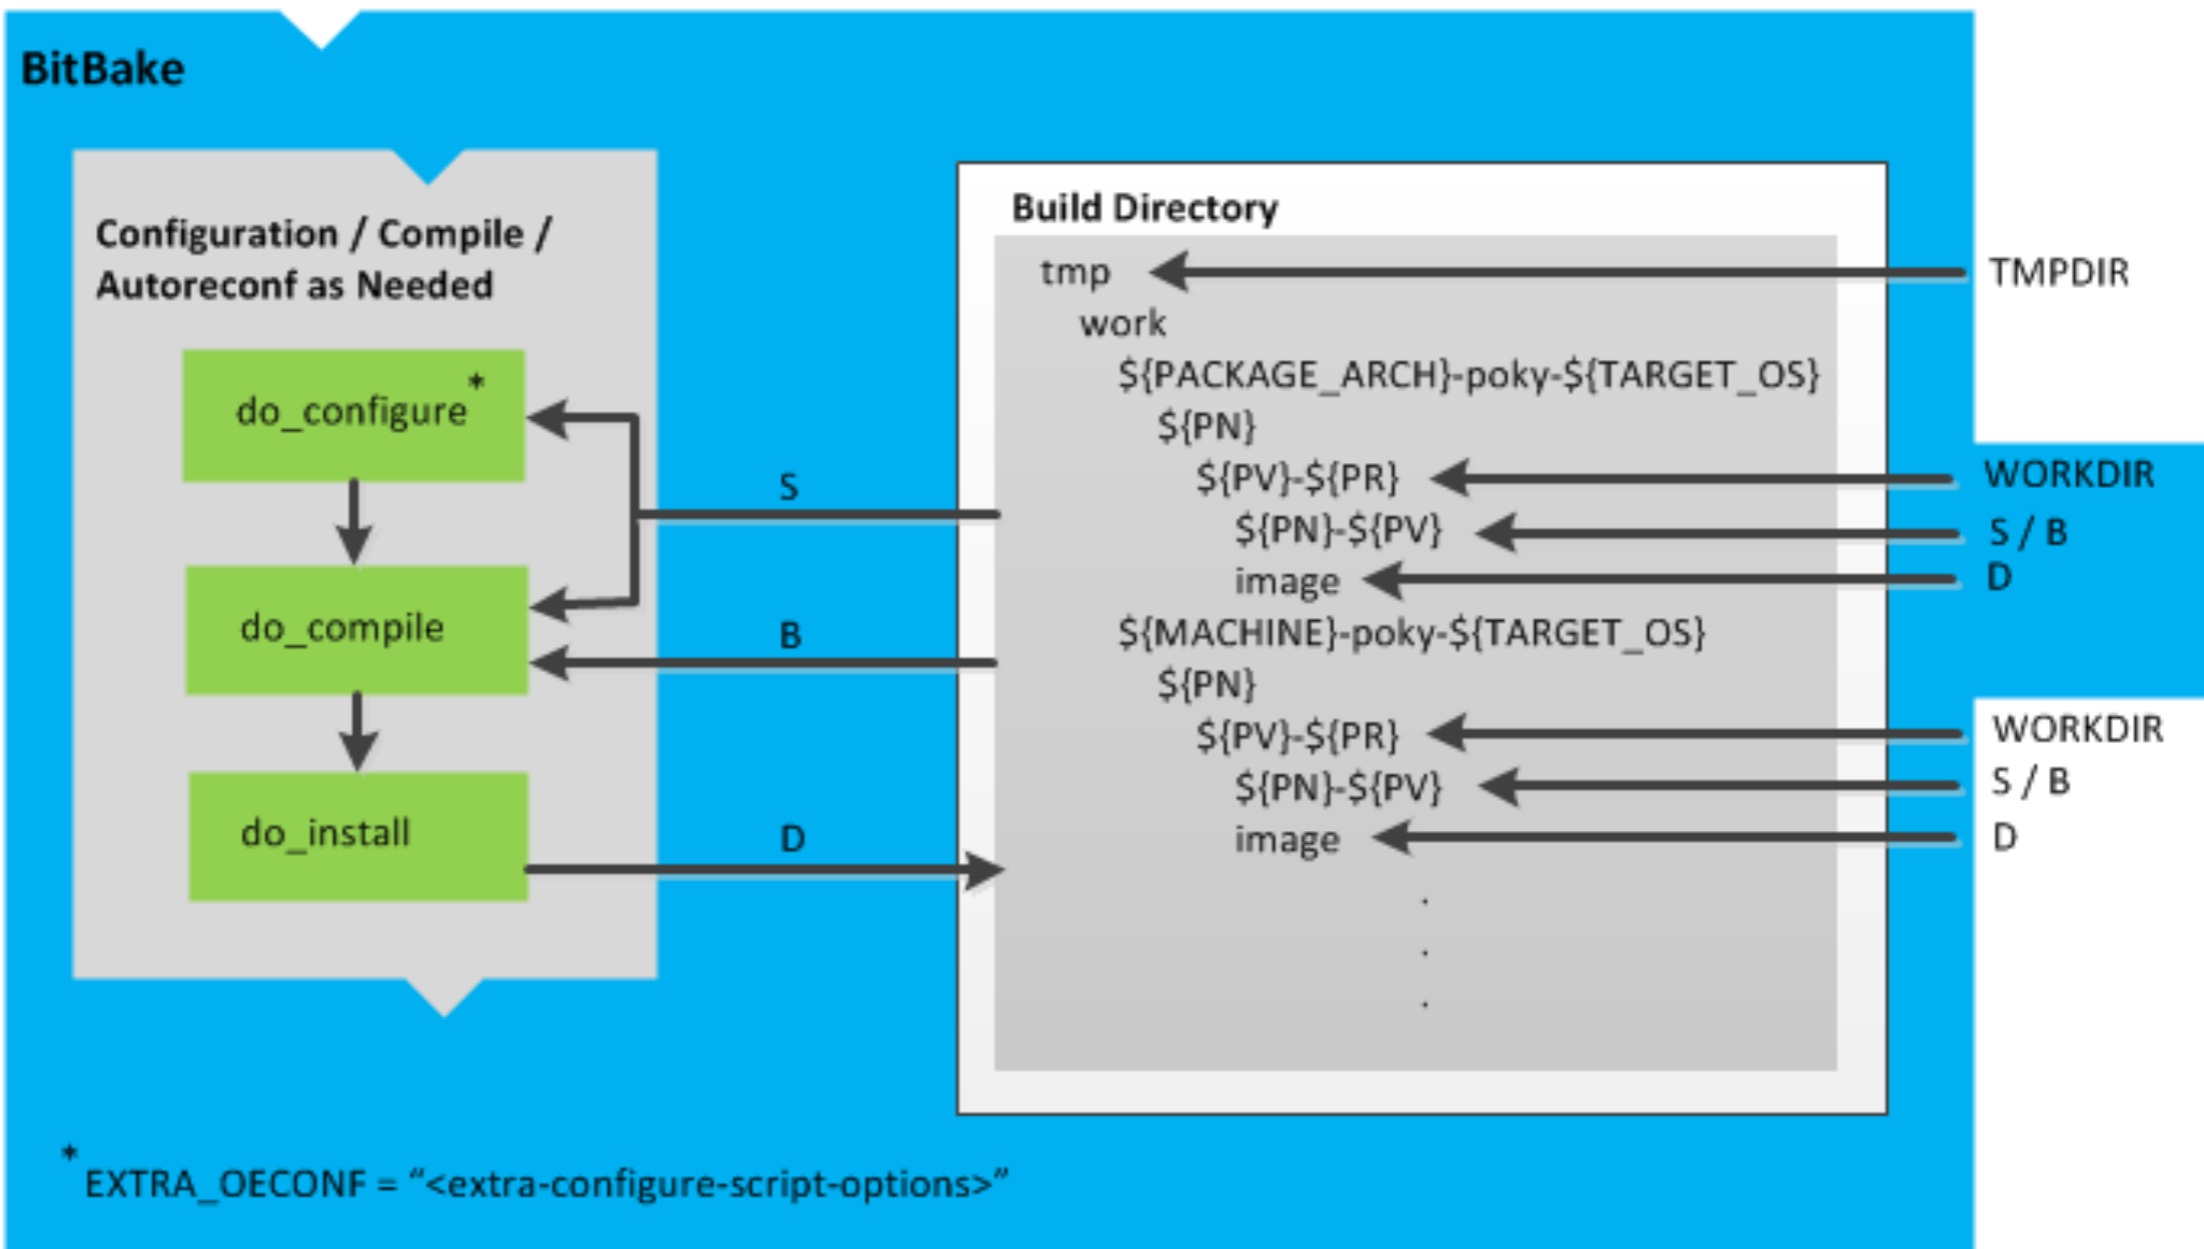 BitBake
Configuration / Compile /
Autoreconf as Needed
do_configure*
do_compile
do_install
S
B
D
Build Directory
tmp
work
${PACKAGE_ARCH}-poky-${TARGET_OS}
${PN}
${PV}-${PR}
${PN}-${PV}
image
${MACHINE}-poky-${TARGET_OS}
${PN}
${PV}-${PR}
${PN}-${PV}
image
.
.
.
TMPDIR
WORKDIR
S / B
D
WORKDIR
S / B
D
* EXTRA_OECONF = “<extra-configure-script-options>”